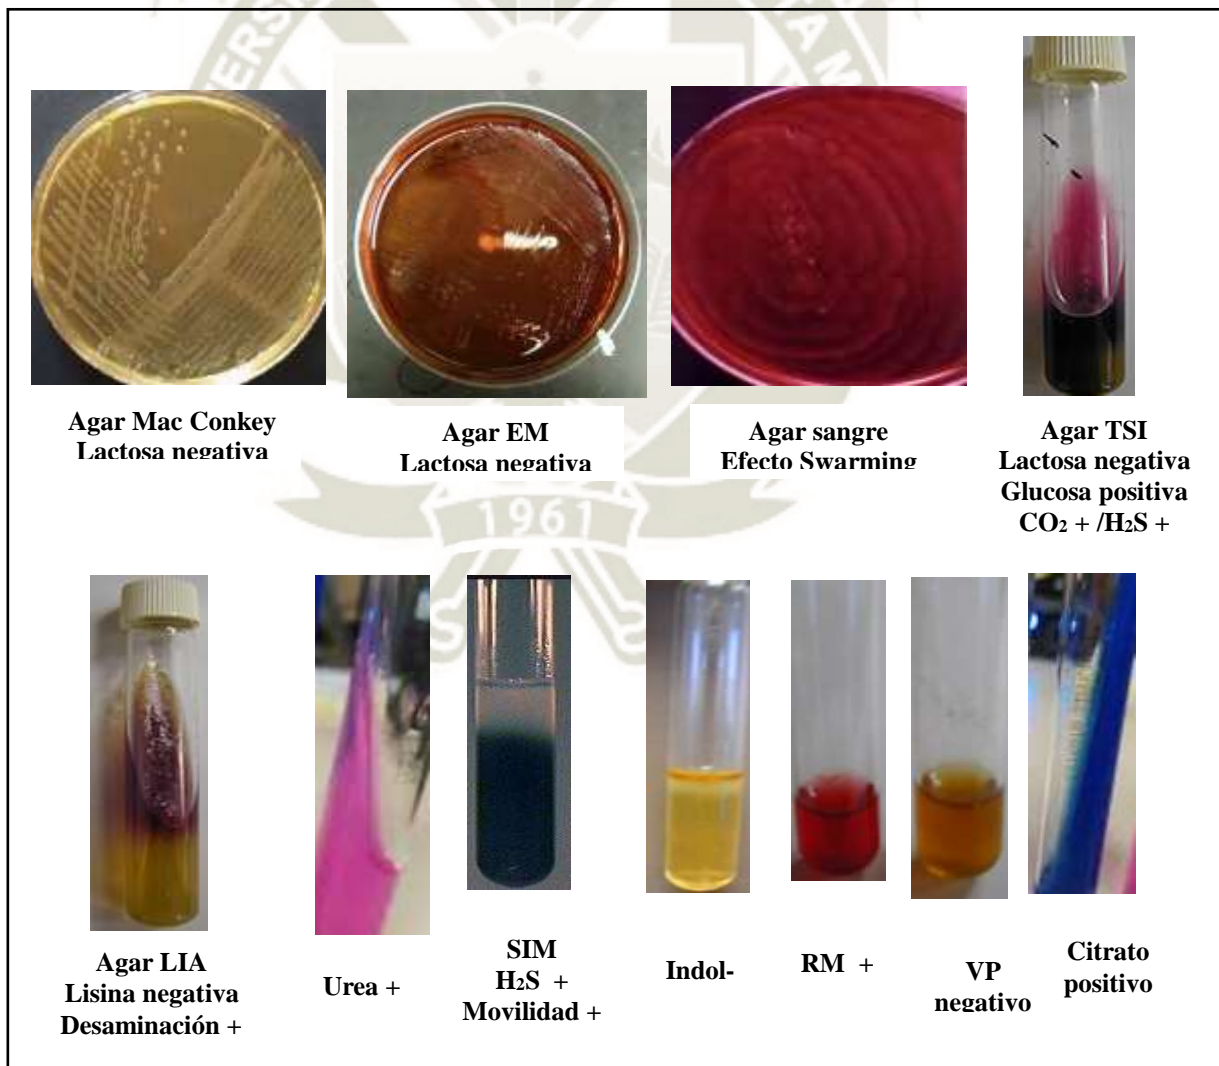 Agar Mac Conkey
Lactosa negativa
Agar EM
Lactosa negativa
Agar sangre
Efecto Swarming
Agar TSI
Lactosa negativa
Glucosa positiva
CO₂ + /H₂S +
1961
Agar LIA
Lisina negativa
Desaminación +
Urea +
SIM
H₂S +
Movilidad +
Indol-
RM +
VP
negativo
Citrato
positivo